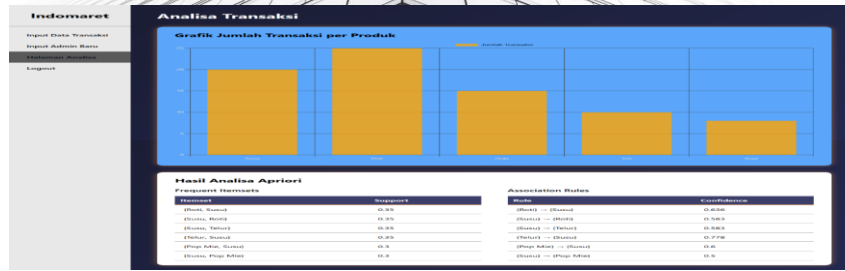 Indomaret
Input Data Transaksi
Input Admin Baru
Halaman Analisa
Logout
Analisa Transaksi
Grafik Jumlah Transaksi per Produk
Jumlah Transaksi
Hasil Analisa Apriori
Frequent Itemsets
Itemset Support
(Roti, Susu) 0.35
(Susu, Roti) 0.35
(Susu, Telur) 0.35
(Telur, Susu) 0.35
(Pop Mie, Susu) 0.3
(Susu, Pop Mie) 0.3
Association Rules
Rule Confidence
(Roti) → (Susu) 0.636
(Susu) → (Roti) 0.583
(Susu) → (Telur) 0.583
(Telur) → (Susu) 0.778
(Pop Mie) → (Susu) 0.6
(Susu) → (Pop Mie) 0.5